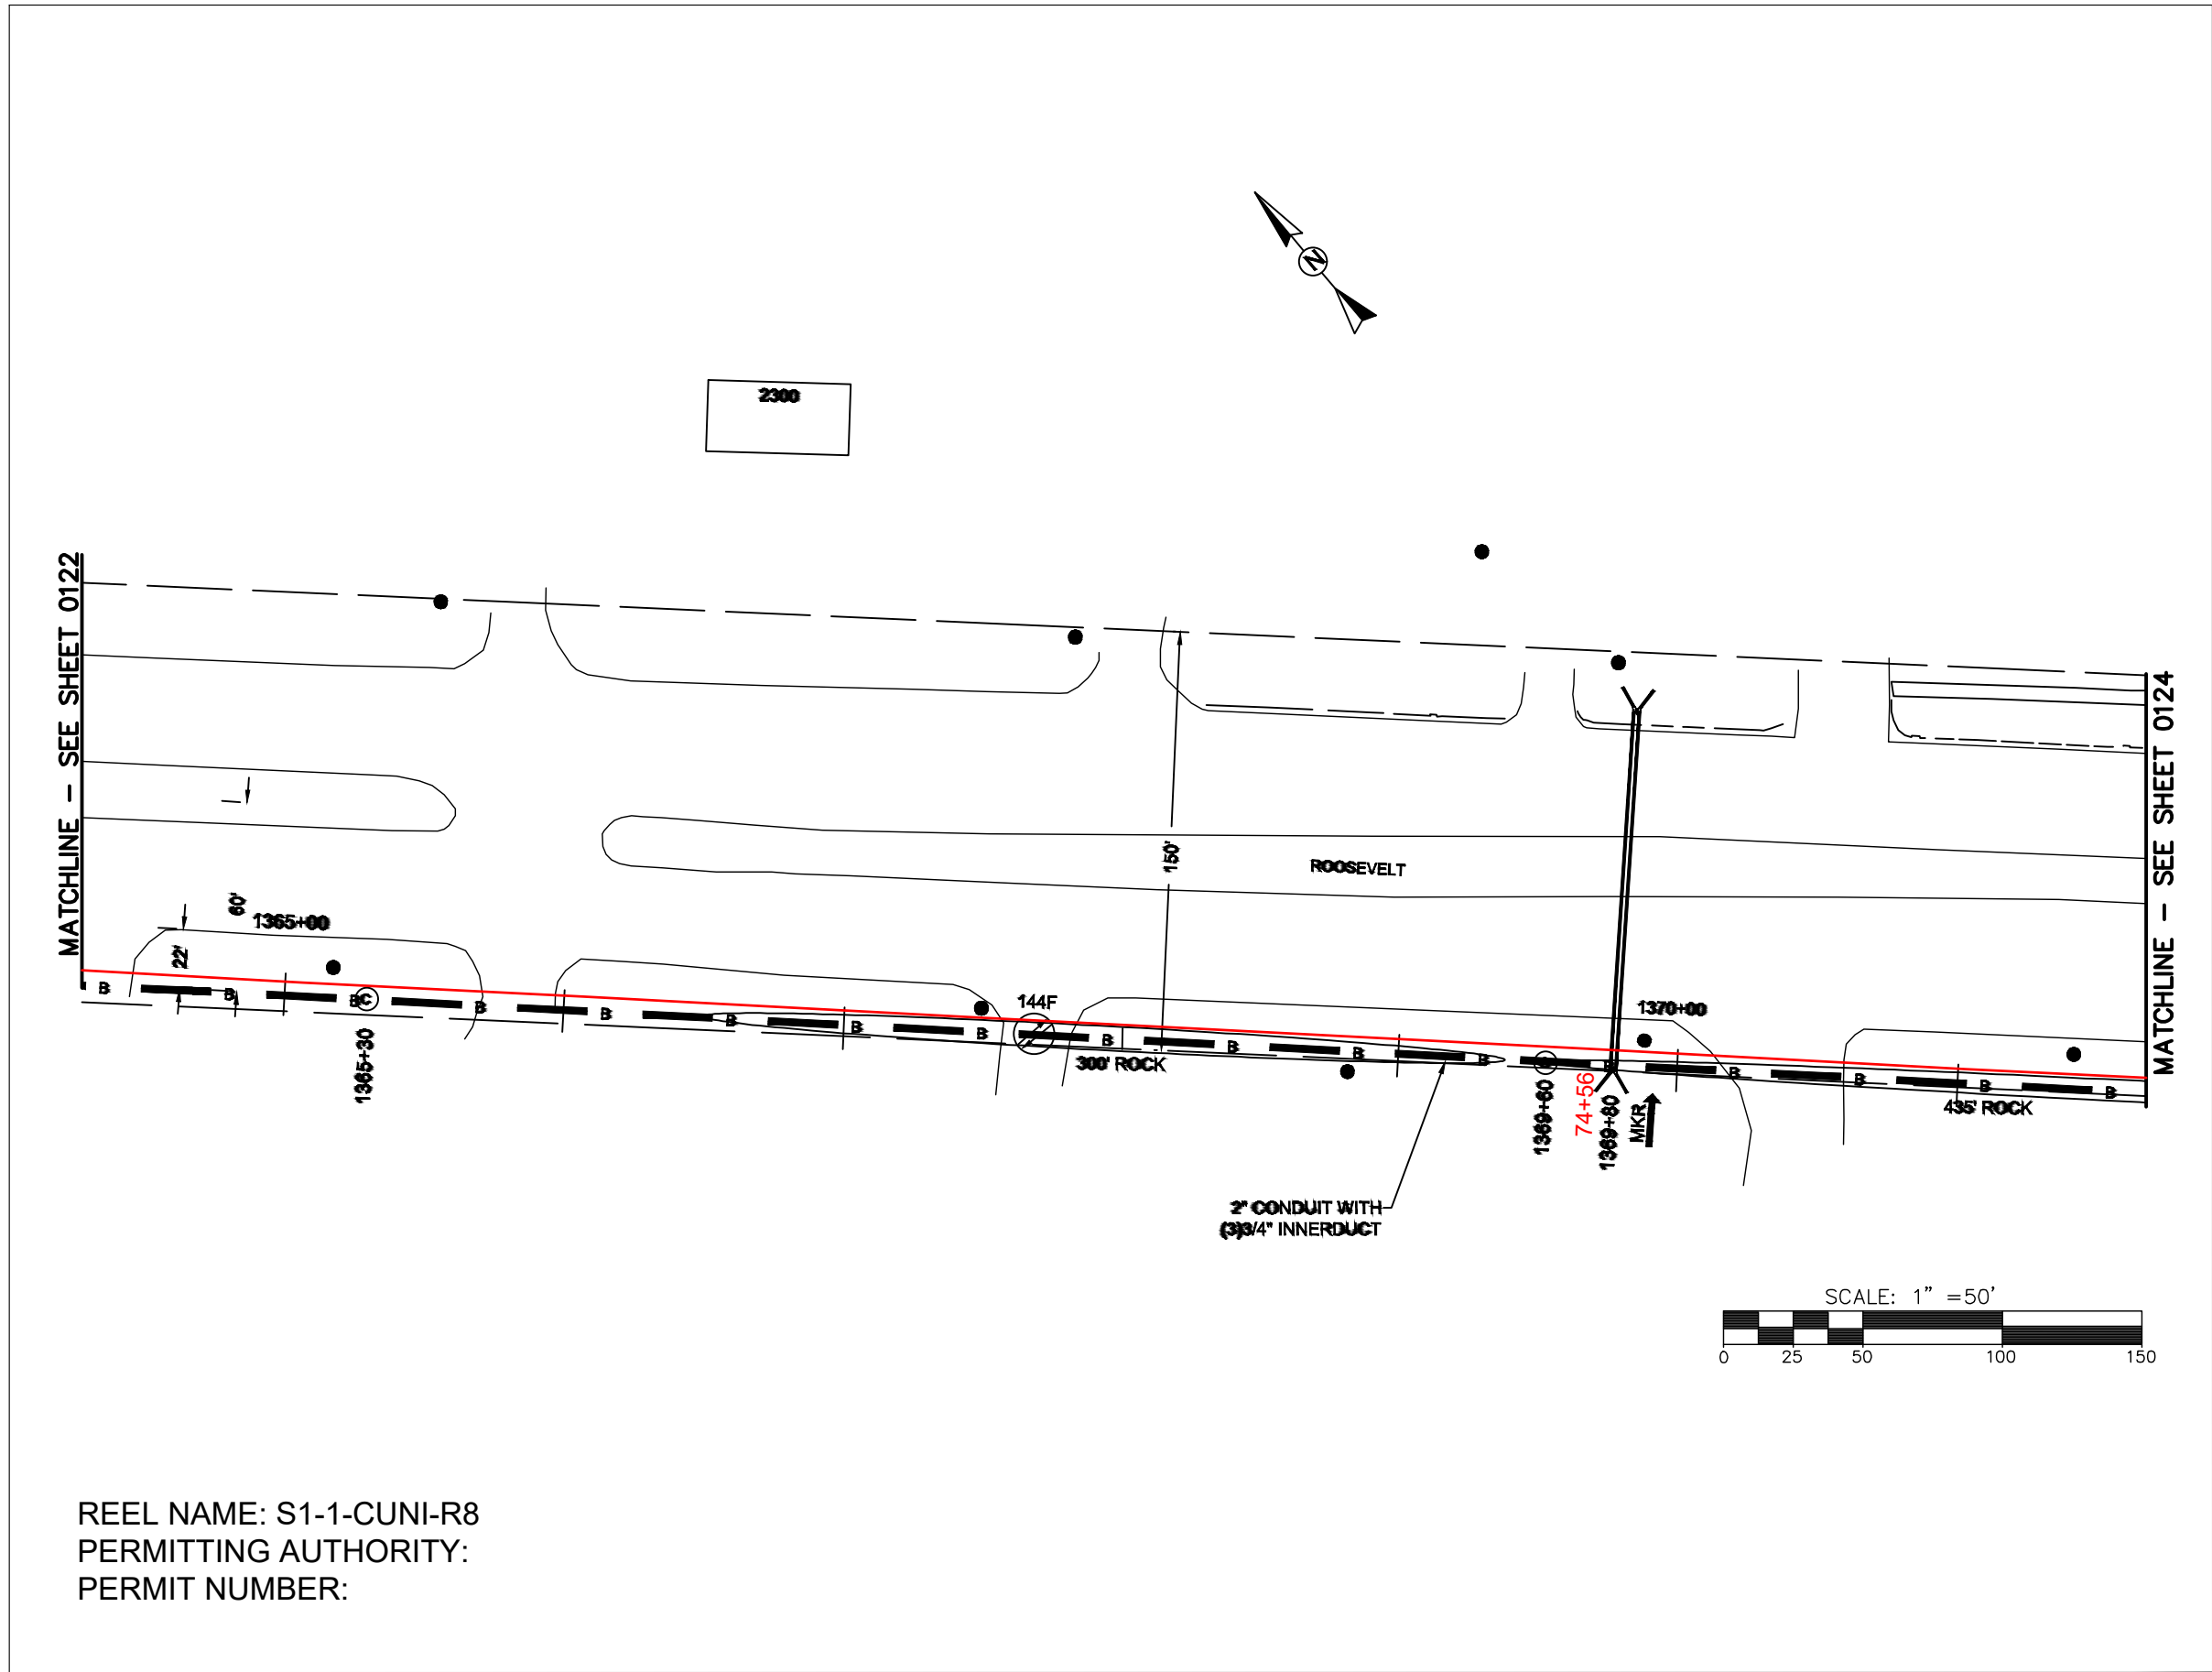 N
2300
MATCHLINE - SEE SHEET 0122
MATCHLINE - SEE SHEET 0124
150'
ROOSEVELT
60'
1365+00
22'
144F
1370+00
B B B B B B B B B B B B B B B B B
C
1365+30
300' ROCK
1369+60
74+56
1369+80
MKR
435' ROCK
2" CONDUIT WITH
(3)3/4" INNERDUCT
SCALE: 1" =50'
0 25 50 100 150
REEL NAME: S1-1-CUNI-R8
PERMITTING AUTHORITY:
PERMIT NUMBER: